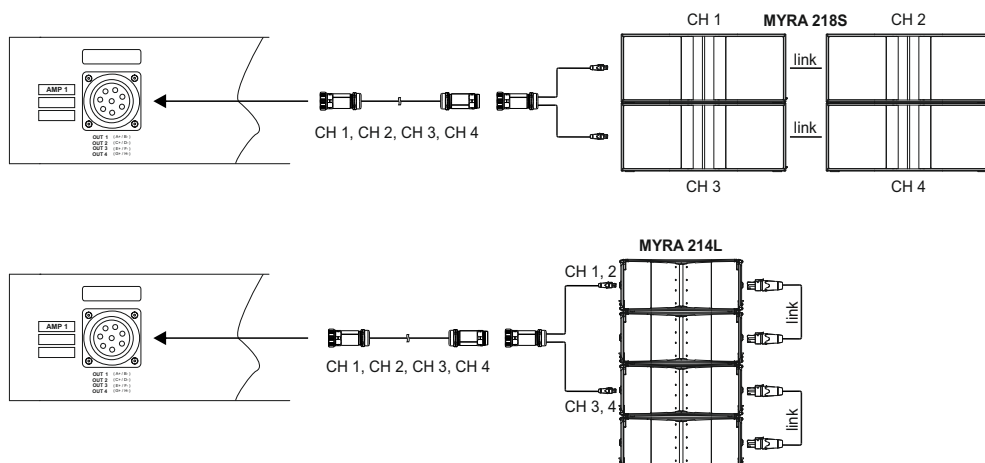 CH 1 MYRA 218S CH 2
link
AMP 1
OUT 1 (A+ / B-)
OUT 2 (C+ / D-)
OUT 3 (E+ / F-)
OUT 4 (G+ / H-)
CH 1, CH 2, CH 3, CH 4
link
CH 3 CH 4
MYRA 214L
CH 1, 2
link
AMP 1
OUT 1 (A+ / B-)
OUT 2 (C+ / D-)
OUT 3 (E+ / F-)
OUT 4 (G+ / H-)
CH 1, CH 2, CH 3, CH 4
CH 3, 4
link